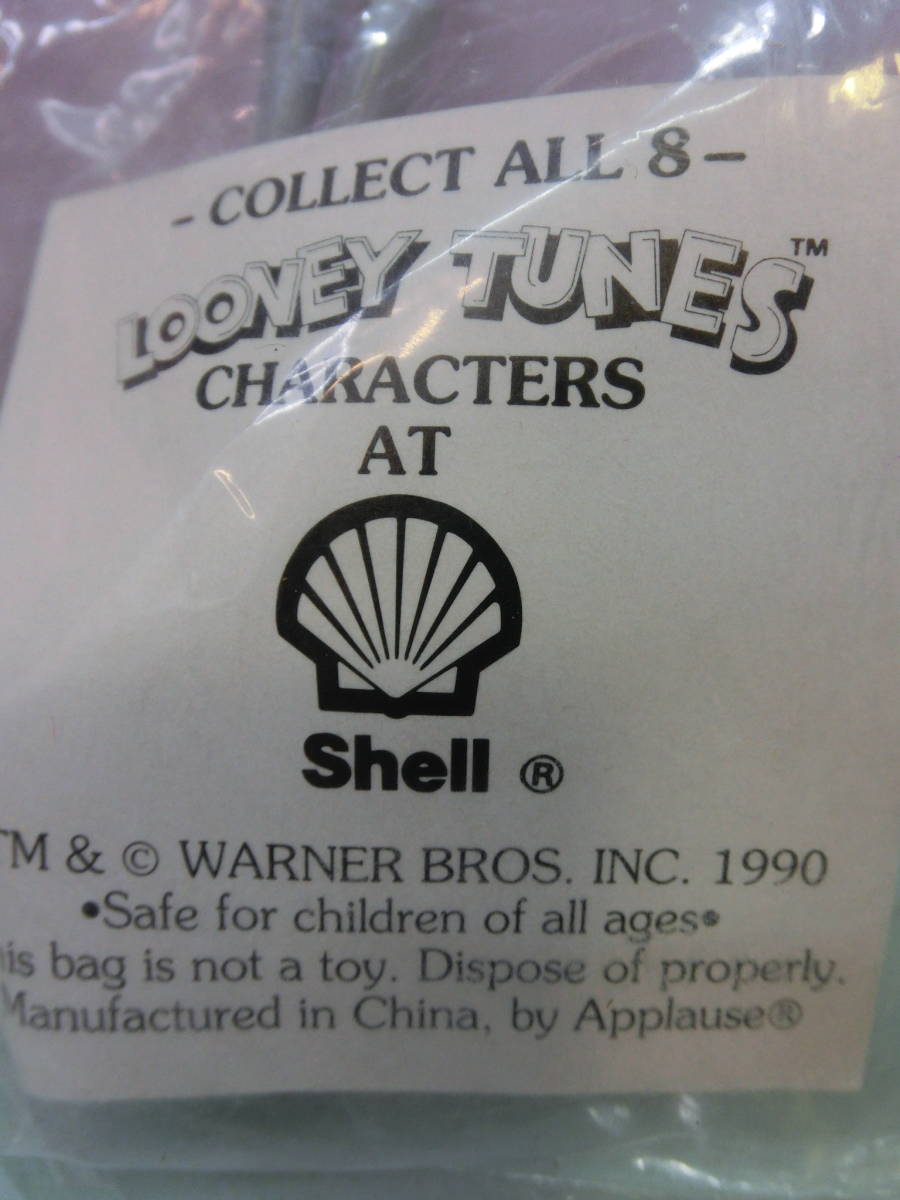 - COLLECT ALL 8 -
LOONEY TUNES™
CHARACTERS
AT
Shell ®
TM & © WARNER BROS. INC. 1990
•Safe for children of all ages•
his bag is not a toy. Dispose of properly.
Manufactured in China, by Applause®